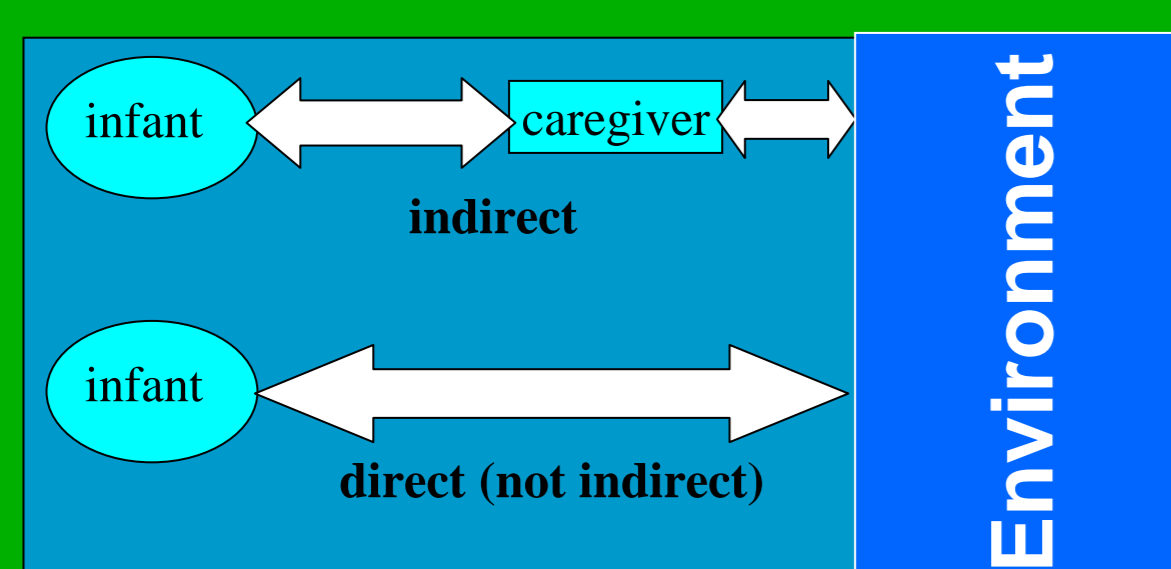 infant
caregiver
indirect
infant
direct (not indirect)
Environment